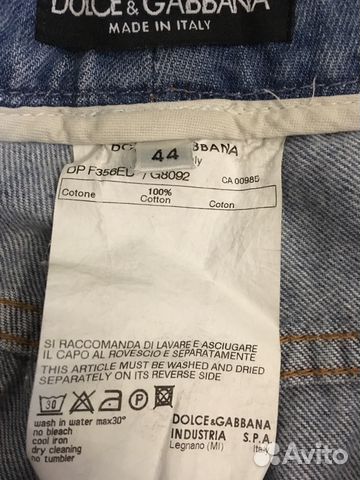 DOLCE & GABBANA
MADE IN ITALY
44
DP F356EU / G8092
CA 00985
100%
Cotone Cotton Coton
SI RACCOMANDA DI LAVARE E ASCIUGARE
IL CAPO AL ROVESCIO E SEPARATAMENTE
THIS ARTICLE MUST BE WASHED AND DRIED
SEPARATELY ON ITS REVERSE SIDE
30
wash in water max30°
no bleach
cool iron
dry cleaning
no tumbler
DOLCE&GABBANA
INDUSTRIA S.P.A.
Legnano (MI) Italy
Avito